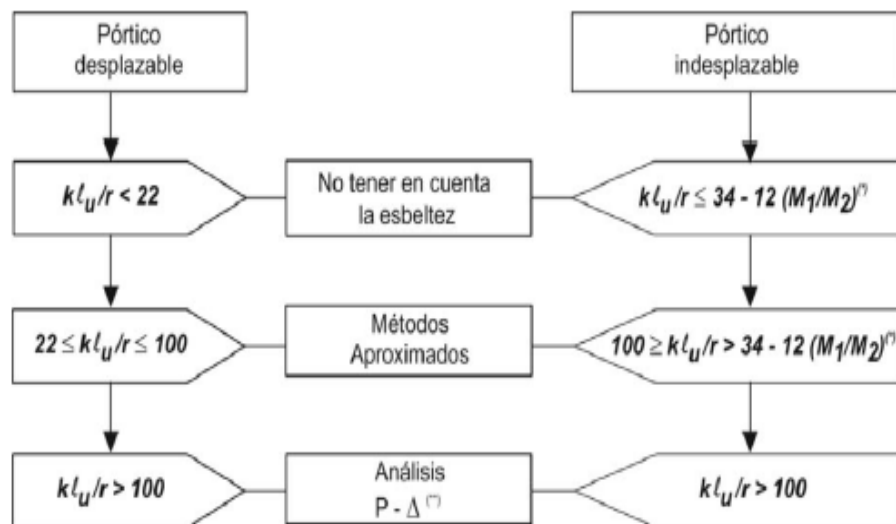 Pórtico
desplazable
Pórtico
indesplazable
kℓu/r < 22
No tener en cuenta
la esbeltez
kℓu/r ≤ 34 - 12 (M1/M2)(*)
22 ≤ kℓu/r ≤ 100
Métodos
Aproximados
100 ≥ kℓu/r > 34 - 12 (M1/M2)(*)
kℓu/r > 100
Análisis
P - Δ (**)
kℓu/r > 100